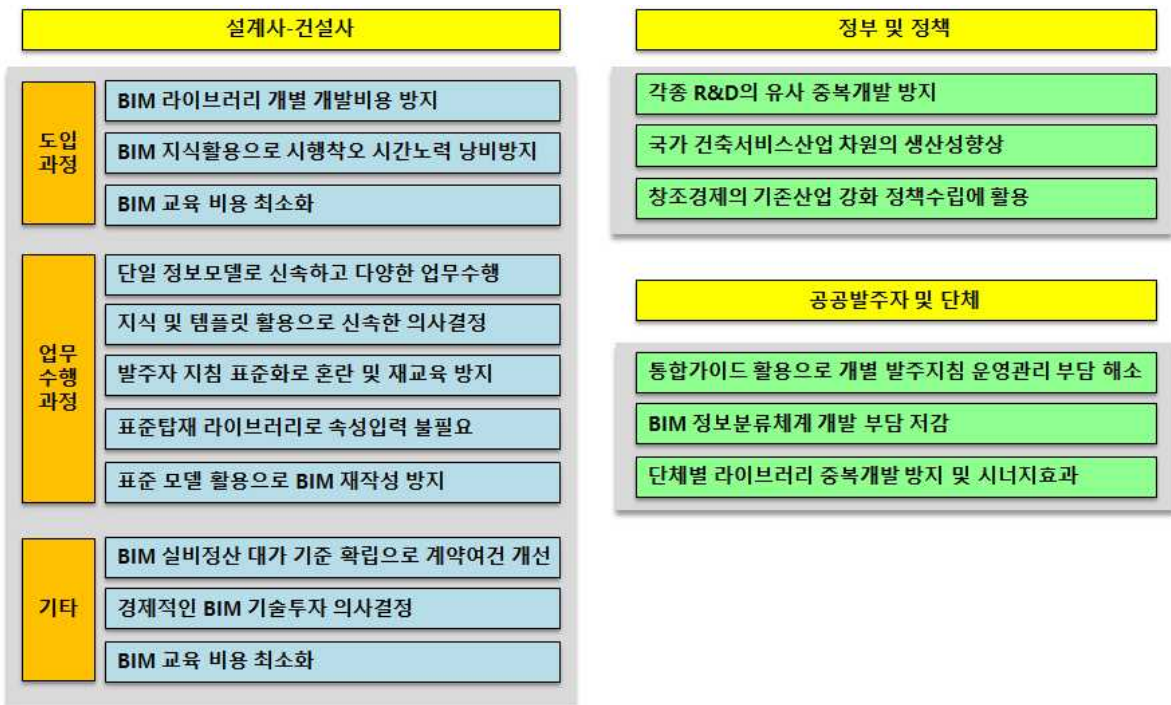 설계사-건설사
도입
과정
BIM 라이브러리 개별 개발비용 방지
BIM 지식활용으로 시행착오 시간노력 낭비방지
BIM 교육 비용 최소화
업무
수행
과정
단일 정보모델로 신속하고 다양한 업무수행
지식 및 템플릿 활용으로 신속한 의사결정
발주자 지침 표준화로 혼란 및 재교육 방지
표준탑재 라이브러리로 속성입력 불필요
표준 모델 활용으로 BIM 재작성 방지
기타
BIM 실비정산 대가 기준 확립으로 계약여건 개선
경제적인 BIM 기술투자 의사결정
BIM 교육 비용 최소화
정부 및 정책
각종 R&D의 유사 중복개발 방지
국가 건축서비스산업 차원의 생산성향상
창조경제의 기존산업 강화 정책수립에 활용
공공발주자 및 단체
통합가이드 활용으로 개별 발주지침 운영관리 부담 해소
BIM 정보분류체계 개발 부담 저감
단체별 라이브러리 중복개발 방지 및 시너지효과